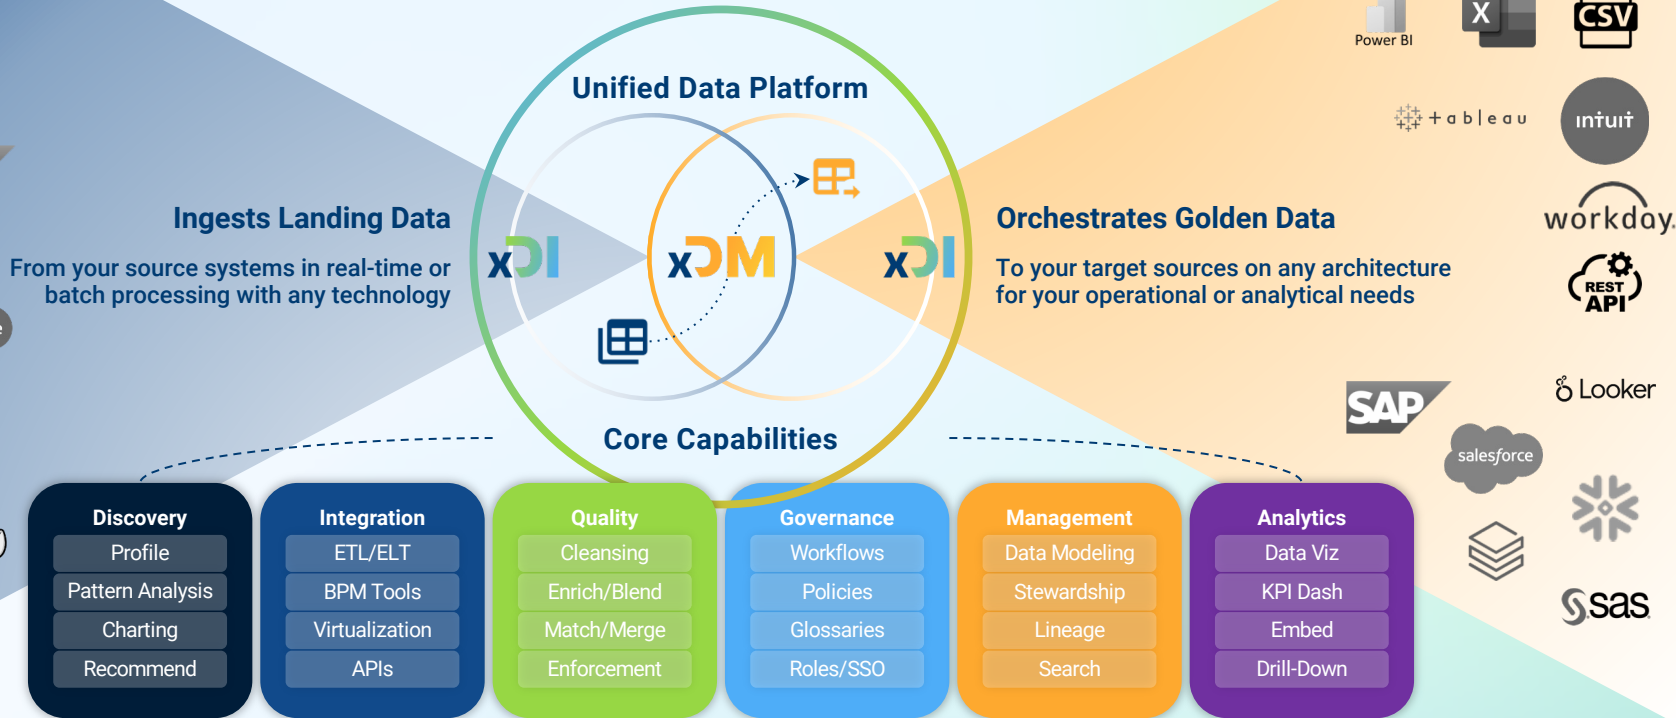 Power BI
X
CSV
Unified Data Platform
+ a b | e a u
ıntuıt
workday.
Ingests Landing Data
From your source systems in real-time or
batch processing with any technology
xDI
xDM
xDI
Orchestrates Golden Data
To your target sources on any architecture
for your operational or analytical needs
REST
API
Looker
SAP
salesforce
Core Capabilities
Discovery
Profile
Pattern Analysis
Charting
Recommend
Integration
ETL/ELT
BPM Tools
Virtualization
APIs
Quality
Cleansing
Enrich/Blend
Match/Merge
Enforcement
Governance
Workflows
Policies
Glossaries
Roles/SSO
Management
Data Modeling
Stewardship
Lineage
Search
Analytics
Data Viz
KPI Dash
Embed
Drill-Down
sas